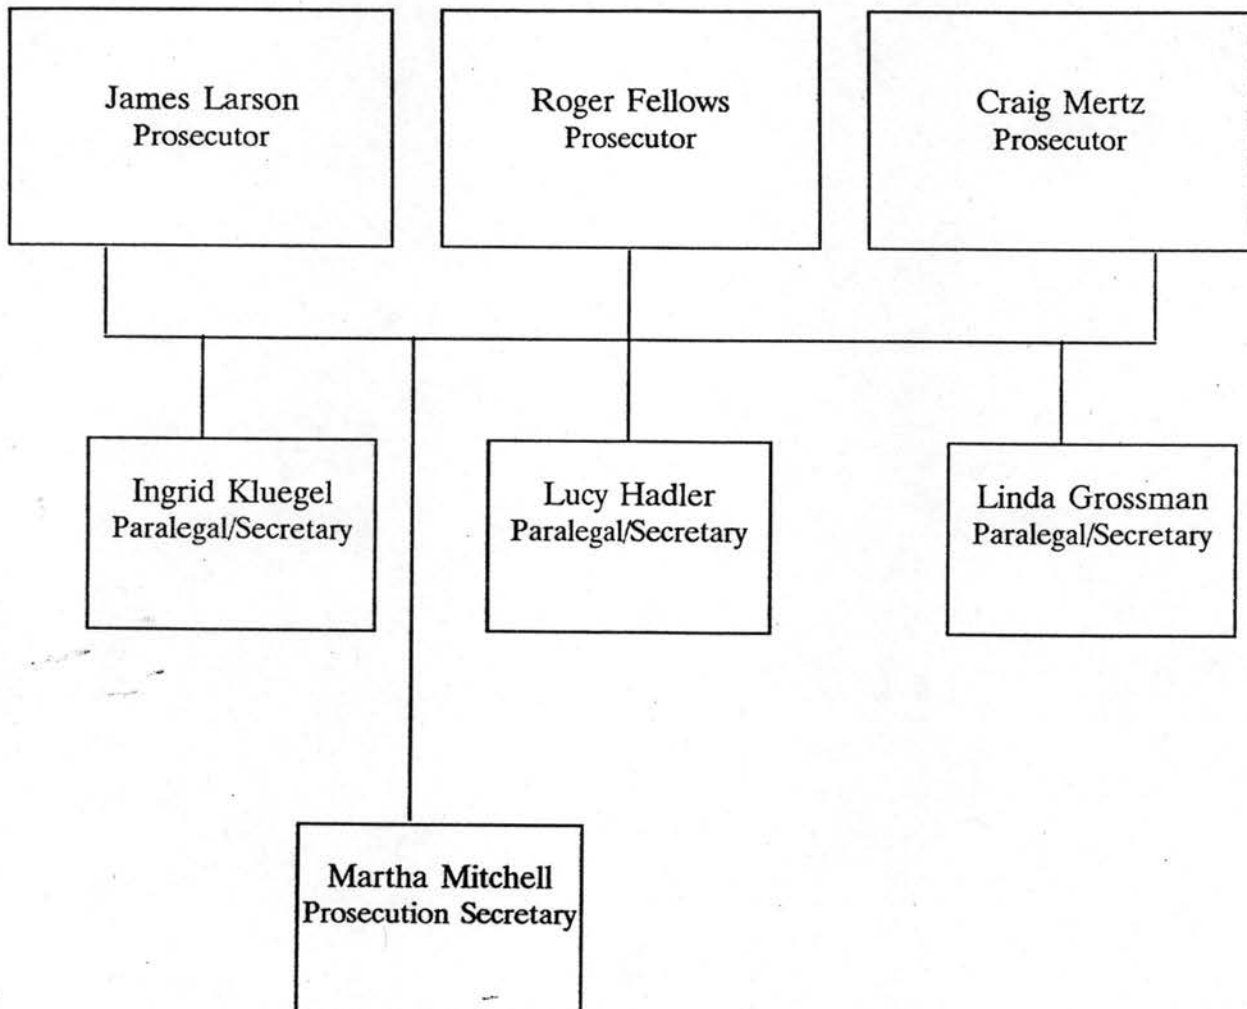 James Larson
Prosecutor
Roger Fellows
Prosecutor
Craig Mertz
Prosecutor
Ingrid Kluegel
Paralegal/Secretary
Lucy Hadler
Paralegal/Secretary
Linda Grossman
Paralegal/Secretary
Martha Mitchell
Prosecution Secretary